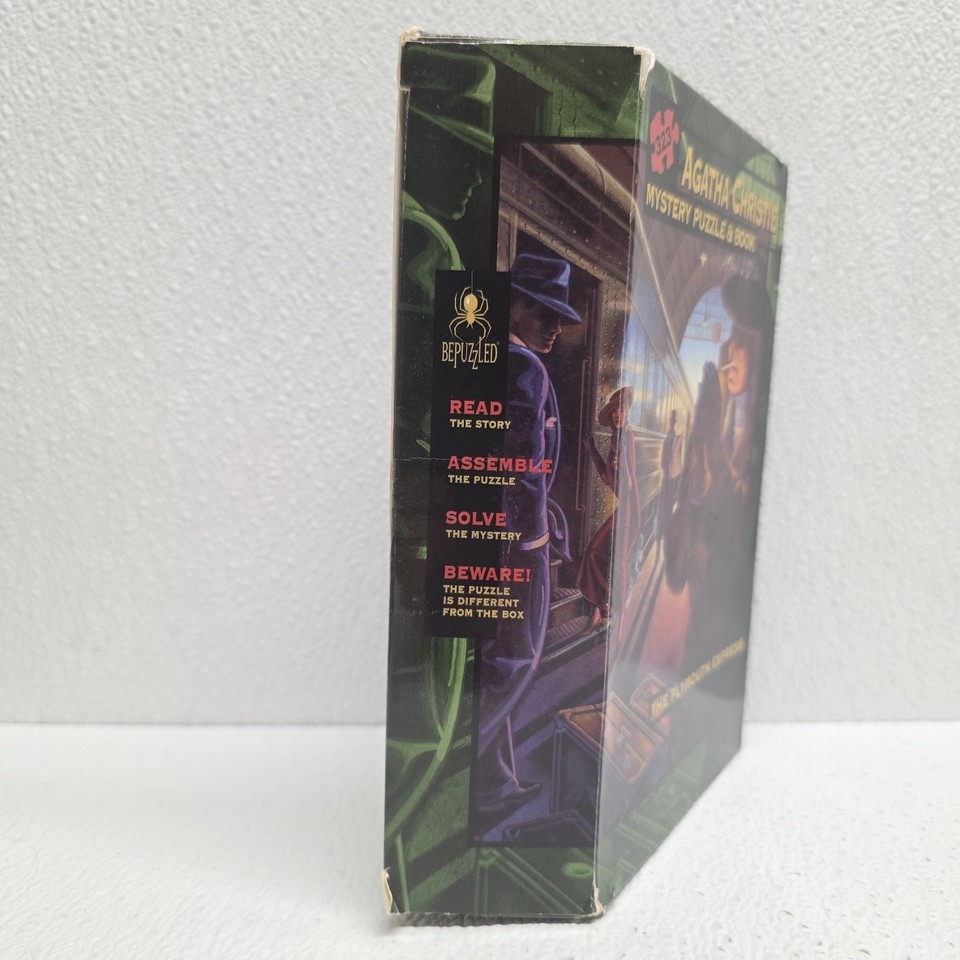 BEPUZZLED
READ
THE STORY
ASSEMBLE
THE PUZZLE
SOLVE
THE MYSTERY
BEWARE!
THE PUZZLE
IS DIFFERENT
FROM THE BOX
323
AGATHA CHRISTIE
MYSTERY PUZZLE & BOOK
THE PLYMOUTH EXPRESS